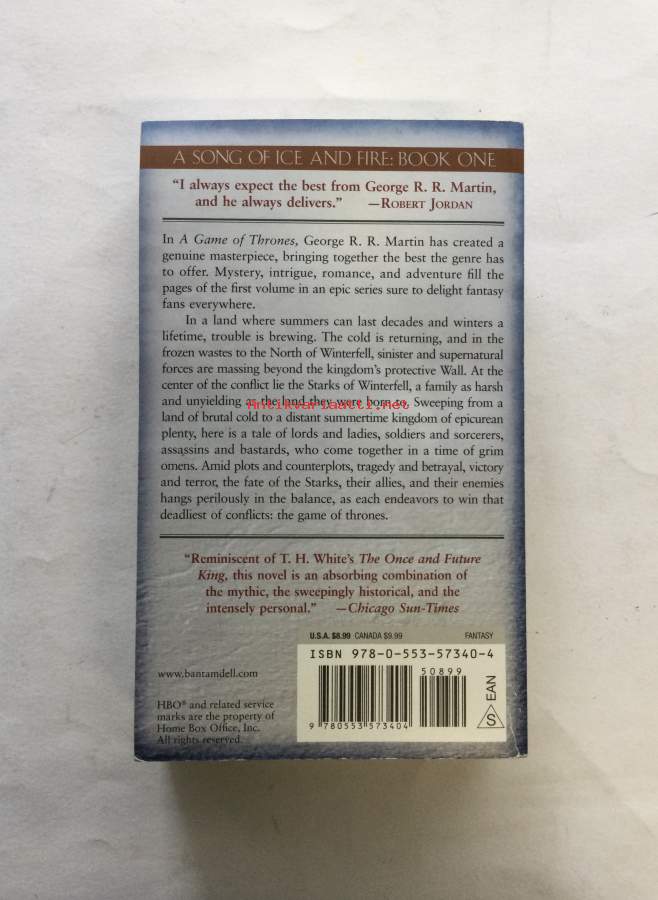 A SONG OF ICE AND FIRE: BOOK ONE
“I always expect the best from George R. R. Martin,
and he always delivers.” —ROBERT JORDAN
In A Game of Thrones, George R. R. Martin has created a
genuine masterpiece, bringing together the best the genre has
to offer. Mystery, intrigue, romance, and adventure fill the
pages of the first volume in an epic series sure to delight fantasy
fans everywhere.
In a land where summers can last decades and winters a
lifetime, trouble is brewing. The cold is returning, and in the
frozen wastes to the North of Winterfell, sinister and supernatural
forces are massing beyond the kingdom’s protective Wall. At the
center of the conflict lie the Starks of Winterfell, a family as harsh
and unyielding as the land they were born to. Sweeping from a
Antikvariaatti.net
land of brutal cold to a distant summertime kingdom of epicurean
plenty, here is a tale of lords and ladies, soldiers and sorcerers,
assassins and bastards, who come together in a time of grim
omens. Amid plots and counterplots, tragedy and betrayal, victory
and terror, the fate of the Starks, their allies, and their enemies
hangs perilously in the balance, as each endeavors to win that
deadliest of conflicts: the game of thrones.
“Reminiscent of T. H. White’s The Once and Future
King, this novel is an absorbing combination of
the mythic, the sweepingly historical, and the
intensely personal.” —Chicago Sun-Times
U.S.A. $8.99 CANADA $9.99 FANTASY
ISBN 978-0-553-57340-4
50899
EAN
S
9 780553 573404
www.bantamdell.com
HBO® and related service
marks are the property of
Home Box Office, Inc.
All rights reserved.